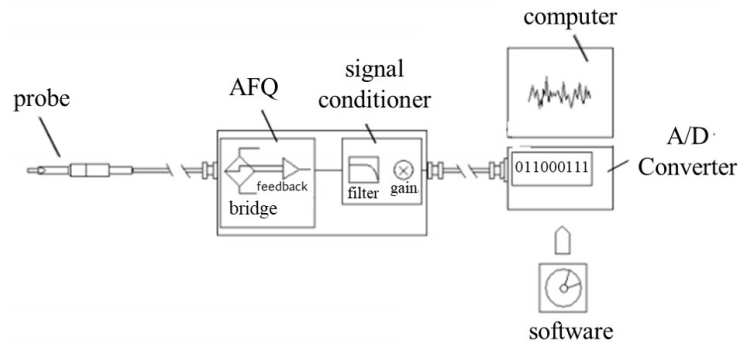 computer
signal
conditioner
AFQ
probe
A/D
Converter
011000111
feedback
filter
gain
bridge
software